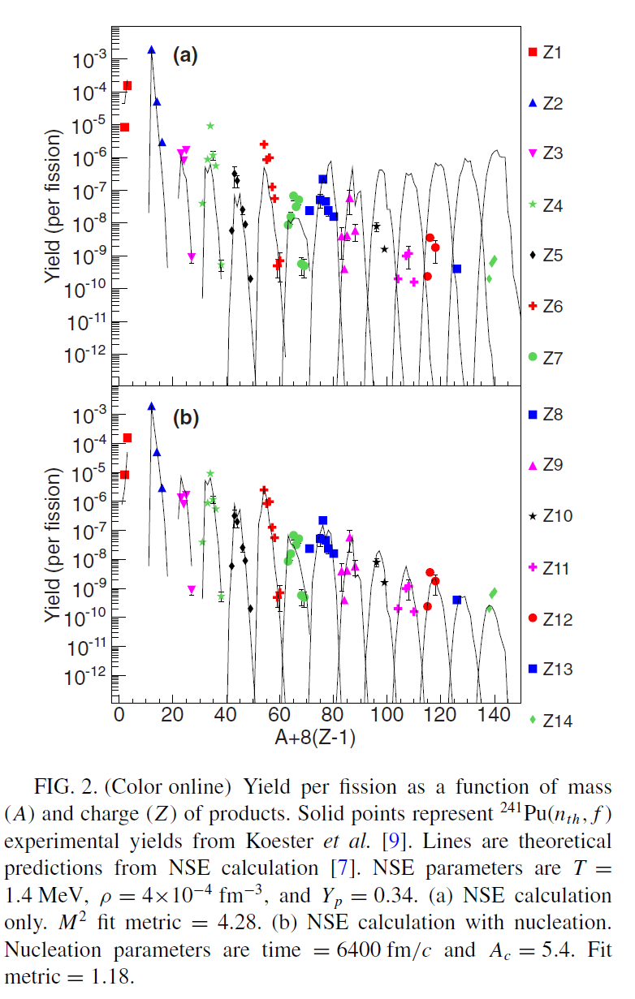 (a)
Yield (per fission)
10-3
10-4
10-5
10-6
10-7
10-8
10-9
10-10
10-11
10-12
(b)
Yield (per fission)
10-3
10-4
10-5
10-6
10-7
10-8
10-9
10-10
10-11
10-12
0 20 40 60 80 100 120 140
A+8(Z-1)
Z1
Z2
Z3
Z4
Z5
Z6
Z7
Z8
Z9
Z10
Z11
Z12
Z13
Z14
FIG. 2. (Color online) Yield per fission as a function of mass
(A) and charge (Z) of products. Solid points represent 241Pu(nth, f)
experimental yields from Koester et al. [9]. Lines are theoretical
predictions from NSE calculation [7]. NSE parameters are T =
1.4 MeV, ρ = 4×10−4 fm−3, and Yp = 0.34. (a) NSE calculation
only. M2 fit metric = 4.28. (b) NSE calculation with nucleation.
Nucleation parameters are time = 6400 fm/c and Ac = 5.4. Fit
metric = 1.18.